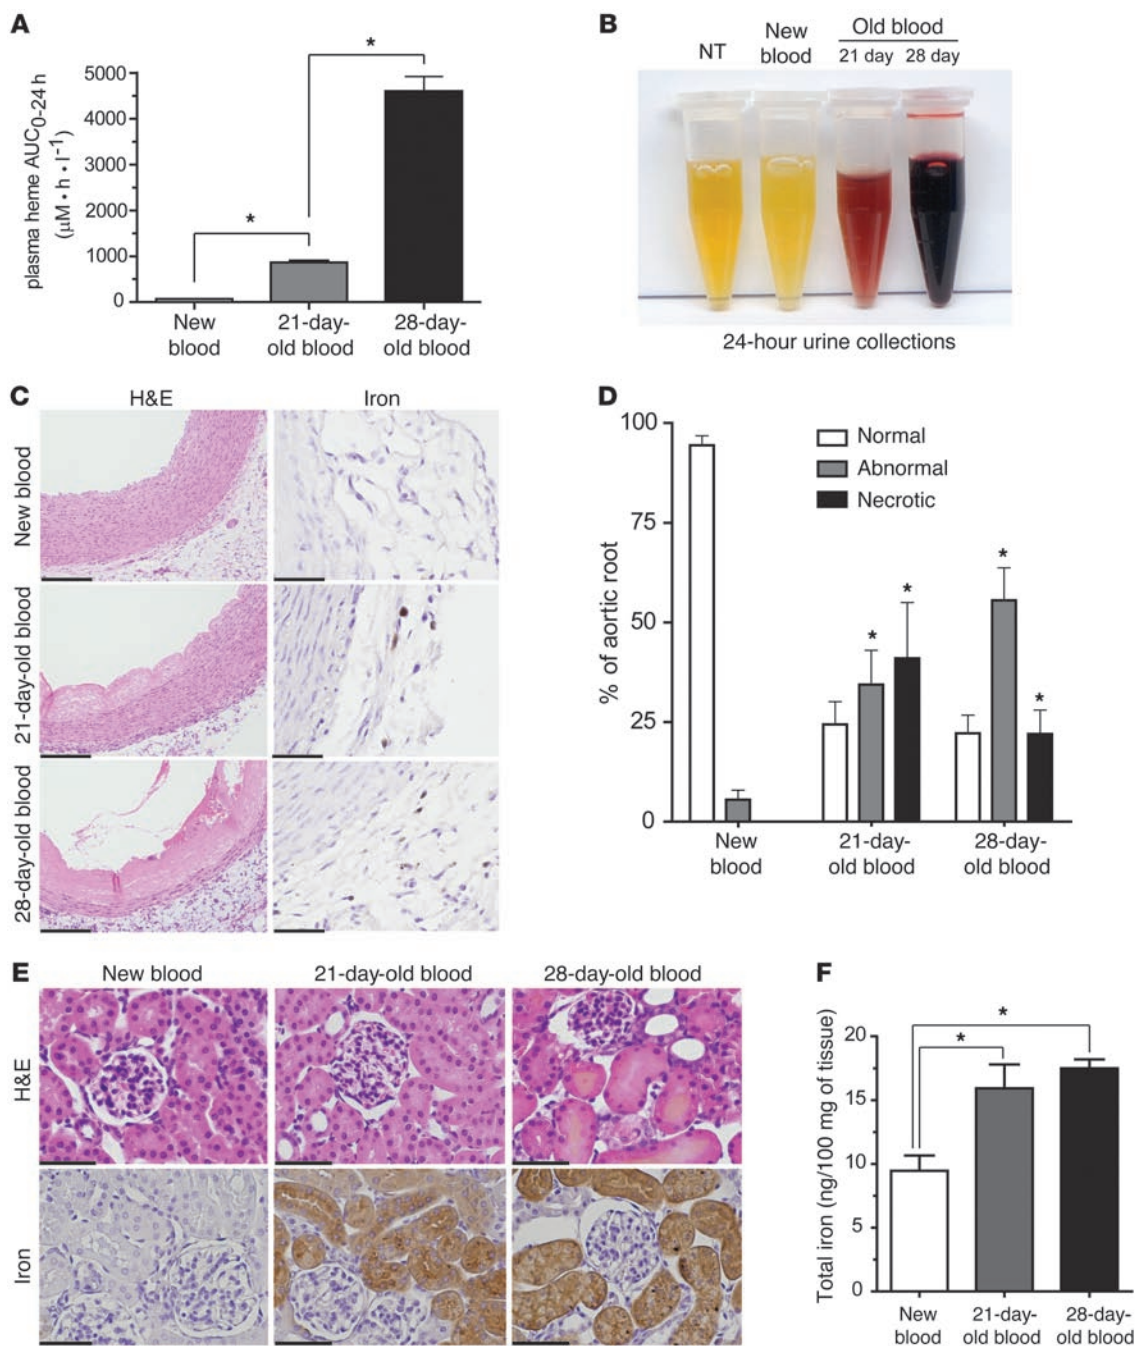 A
plasma heme AUC0-24 h
(µM • h • l⁻¹)
5000
4000
3000
2000
1000
0
*
*
New
blood
21-day-
old blood
28-day-
old blood
B
NT
New
blood
Old blood
21 day
28 day
24-hour urine collections
C
H&E
Iron
New blood
21-day-old blood
28-day-old blood
D
% of aortic root
100
75
50
25
0
Normal
Abnormal
Necrotic
*
*
*
*
New
blood
21-day-
old blood
28-day-
old blood
E
New blood
21-day-old blood
28-day-old blood
H&E
Iron
F
Total iron (ng/100 mg of tissue)
20
15
10
5
0
*
*
New
blood
21-day-
old blood
28-day-
old blood